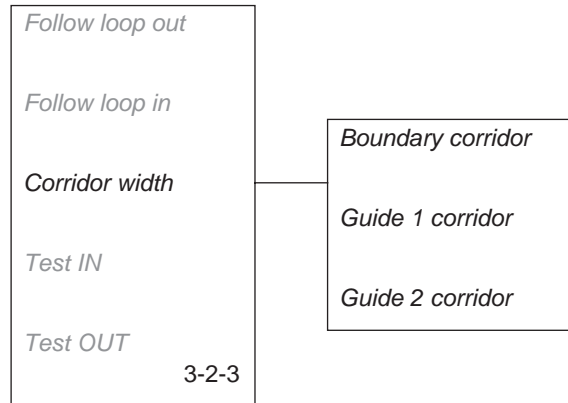 Follow loop out
Follow loop in
Corridor width
Test IN
Test OUT
3-2-3
Boundary corridor
Guide 1 corridor
Guide 2 corridor